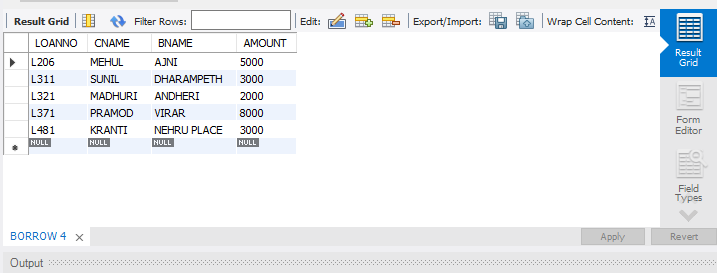 Result Grid Filter Rows: Edit: Export/Import: Wrap Cell Content: IA
LOANNO CNAME BNAME AMOUNT
L206 MEHUL AJNI 5000
L311 SUNIL DHARAMPETH 3000
L321 MADHURI ANDHERI 2000
L371 PRAMOD VIRAR 8000
L481 KRANTI NEHRU PLACE 3000
NULL NULL NULL NULL
Result
Grid
Form
Editor
Field
Types
BORROW 4 Apply Revert
Output